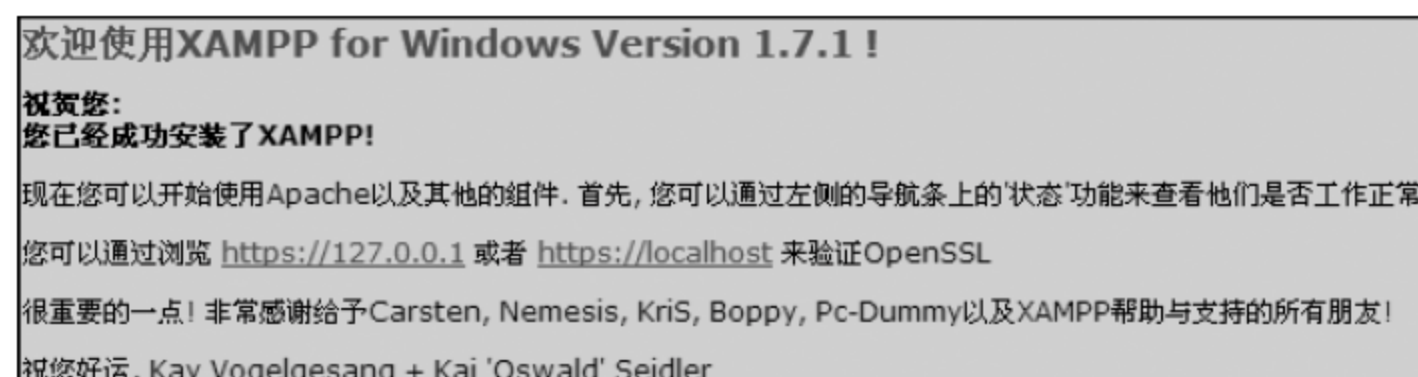 欢迎使用XAMPP for Windows Version 1.7.1 !
祝贺您:
您已经成功安装了XAMPP!
现在您可以开始使用Apache以及其他的组件. 首先, 您可以通过左侧的导航条上的'状态'功能来查看他们是否工作正常
您可以通过浏览 https://127.0.0.1 或者 https://localhost 来验证OpenSSL
很重要的一点! 非常感谢给予Carsten, Nemesis, KriS, Boppy, Pc-Dummy以及XAMPP帮助与支持的所有朋友!
祝您好运, Kay Vogelgesang + Kai 'Oswald' Seidler